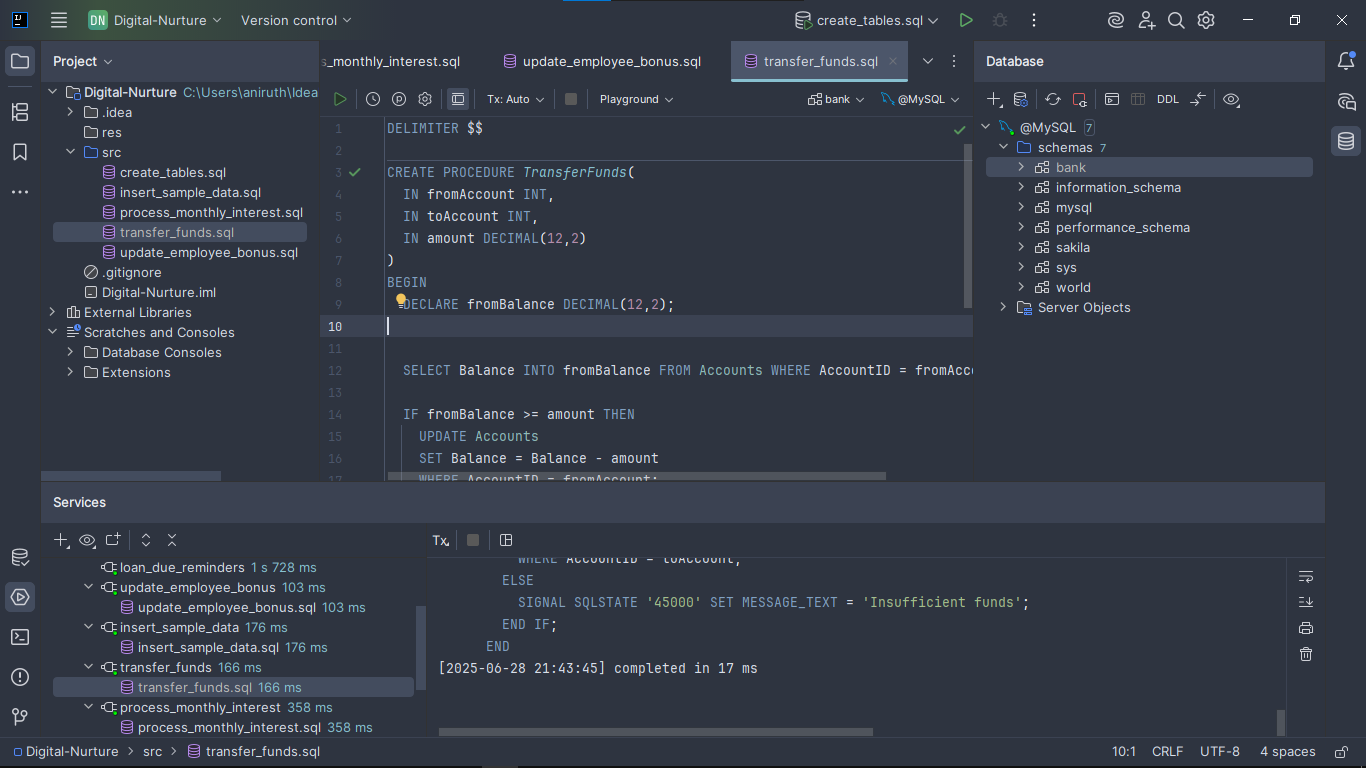 DN Digital-Nurture Version control create_tables.sql
Project
s_monthly_interest.sql update_employee_bonus.sql transfer_funds.sql
Database
Digital-Nurture C:\Users\aniruth\Idea
.idea
res
src
create_tables.sql
insert_sample_data.sql
process_monthly_interest.sql
transfer_funds.sql
update_employee_bonus.sql
.gitignore
Digital-Nurture.iml
External Libraries
Scratches and Consoles
Database Consoles
Extensions
Tx: Auto Playground bank @MySQL
1 DELIMITER $$
2
3 CREATE PROCEDURE TransferFunds(
4 IN fromAccount INT,
5 IN toAccount INT,
6 IN amount DECIMAL(12,2)
7 )
8 BEGIN
9 DECLARE fromBalance DECIMAL(12,2);
10
11
12 SELECT Balance INTO fromBalance FROM Accounts WHERE AccountID = fromAcco
13
14 IF fromBalance >= amount THEN
15 UPDATE Accounts
16 SET Balance = Balance - amount
17 WHERE AccountID = fromAccount;
DDL
@MySQL 7
schemas 7
bank
information_schema
mysql
performance_schema
sakila
sys
world
Server Objects
Services
Tx
loan_due_reminders 1 s 728 ms
update_employee_bonus 103 ms
update_employee_bonus.sql 103 ms
insert_sample_data 176 ms
insert_sample_data.sql 176 ms
transfer_funds 166 ms
transfer_funds.sql 166 ms
process_monthly_interest 358 ms
process_monthly_interest.sql 358 ms
WHERE AccountID = toAccount;
ELSE
SIGNAL SQLSTATE '45000' SET MESSAGE_TEXT = 'Insufficient funds';
END IF;
END
[2025-06-28 21:43:45] completed in 17 ms
Digital-Nurture > src > transfer_funds.sql 10:1 CRLF UTF-8 4 spaces